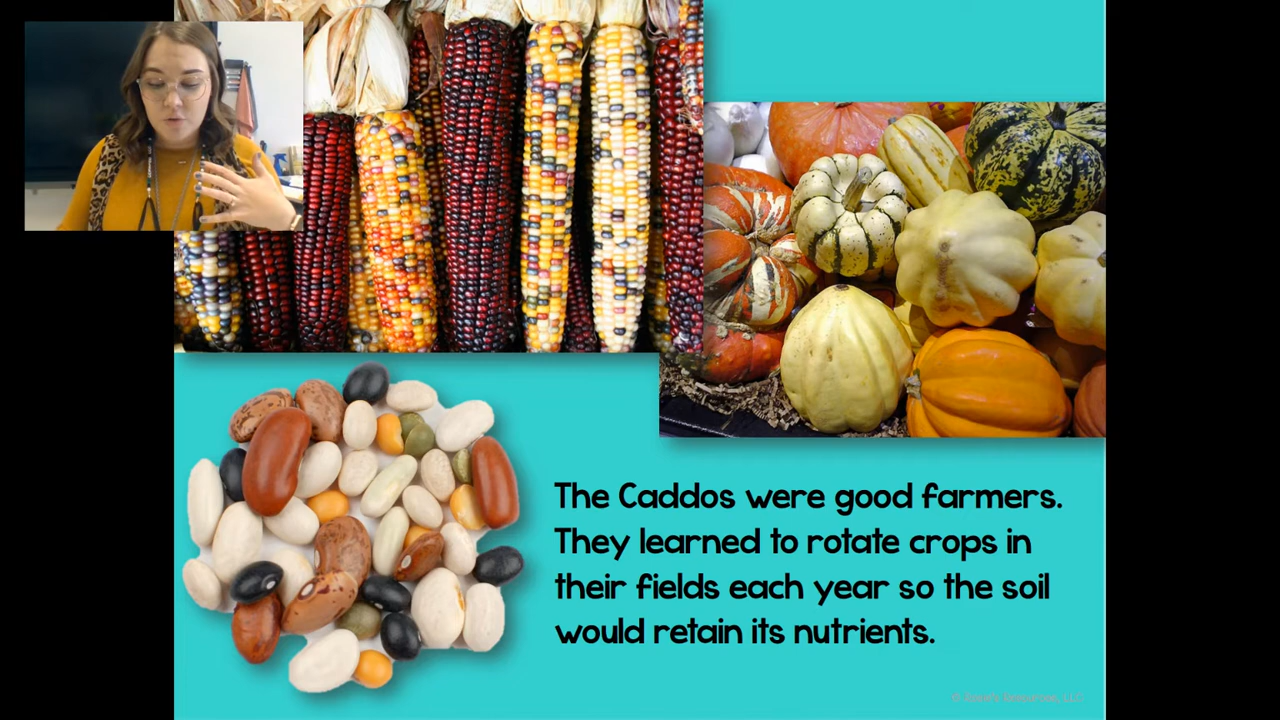 The Caddos were good farmers.
They learned to rotate crops in
their fields each year so the soil
would retain its nutrients.